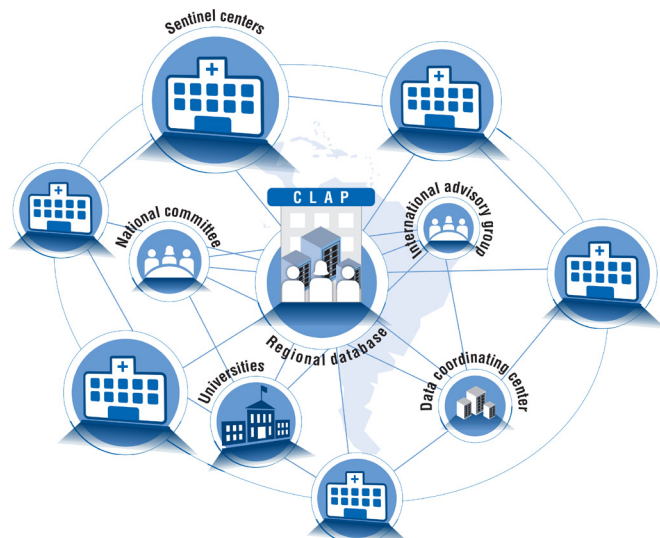 Sentinel centers
CLAP
National committee
International advisory group
Regional database
Universities
Data coordinating center